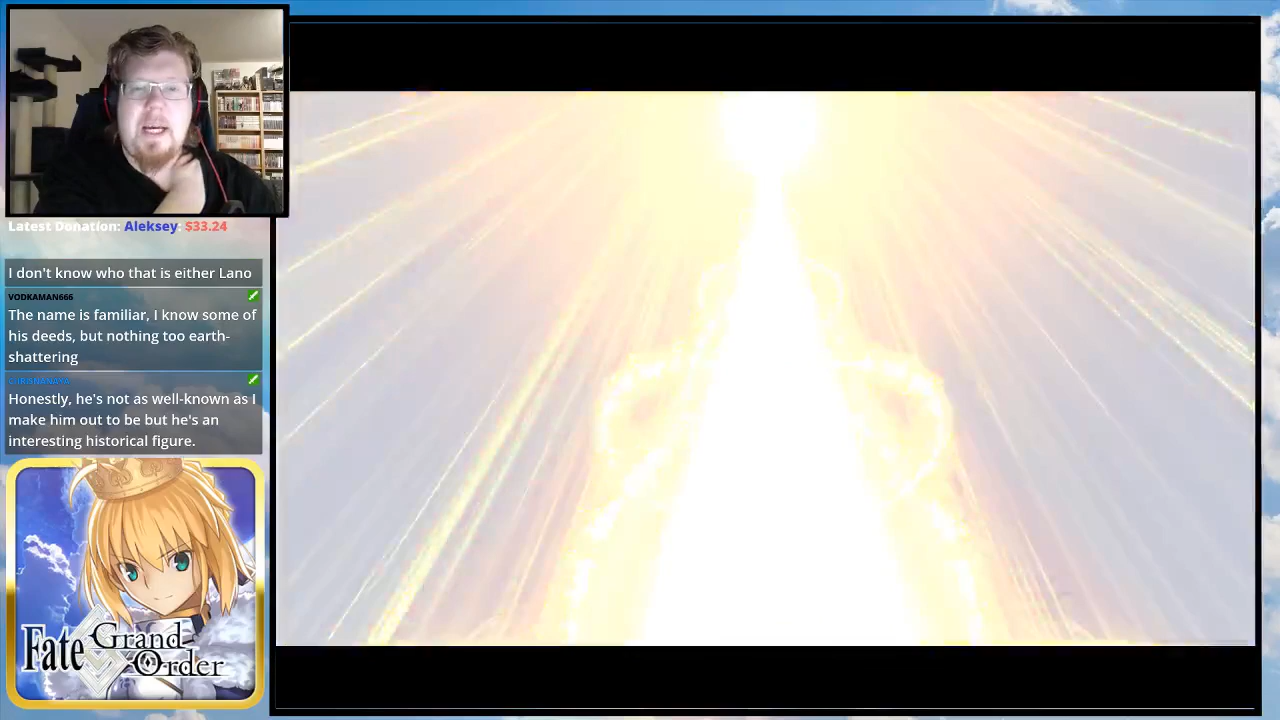 Latest Donation: Aleksey: $33.24
I don't know who that is either Lano
VODKAMAN666
The name is familiar, I know some of
his deeds, but nothing too earth-
shattering
CHRISNANAYA
Honestly, he's not as well-known as I
make him out to be but he's an
interesting historical figure.
Fate
Grand
Order